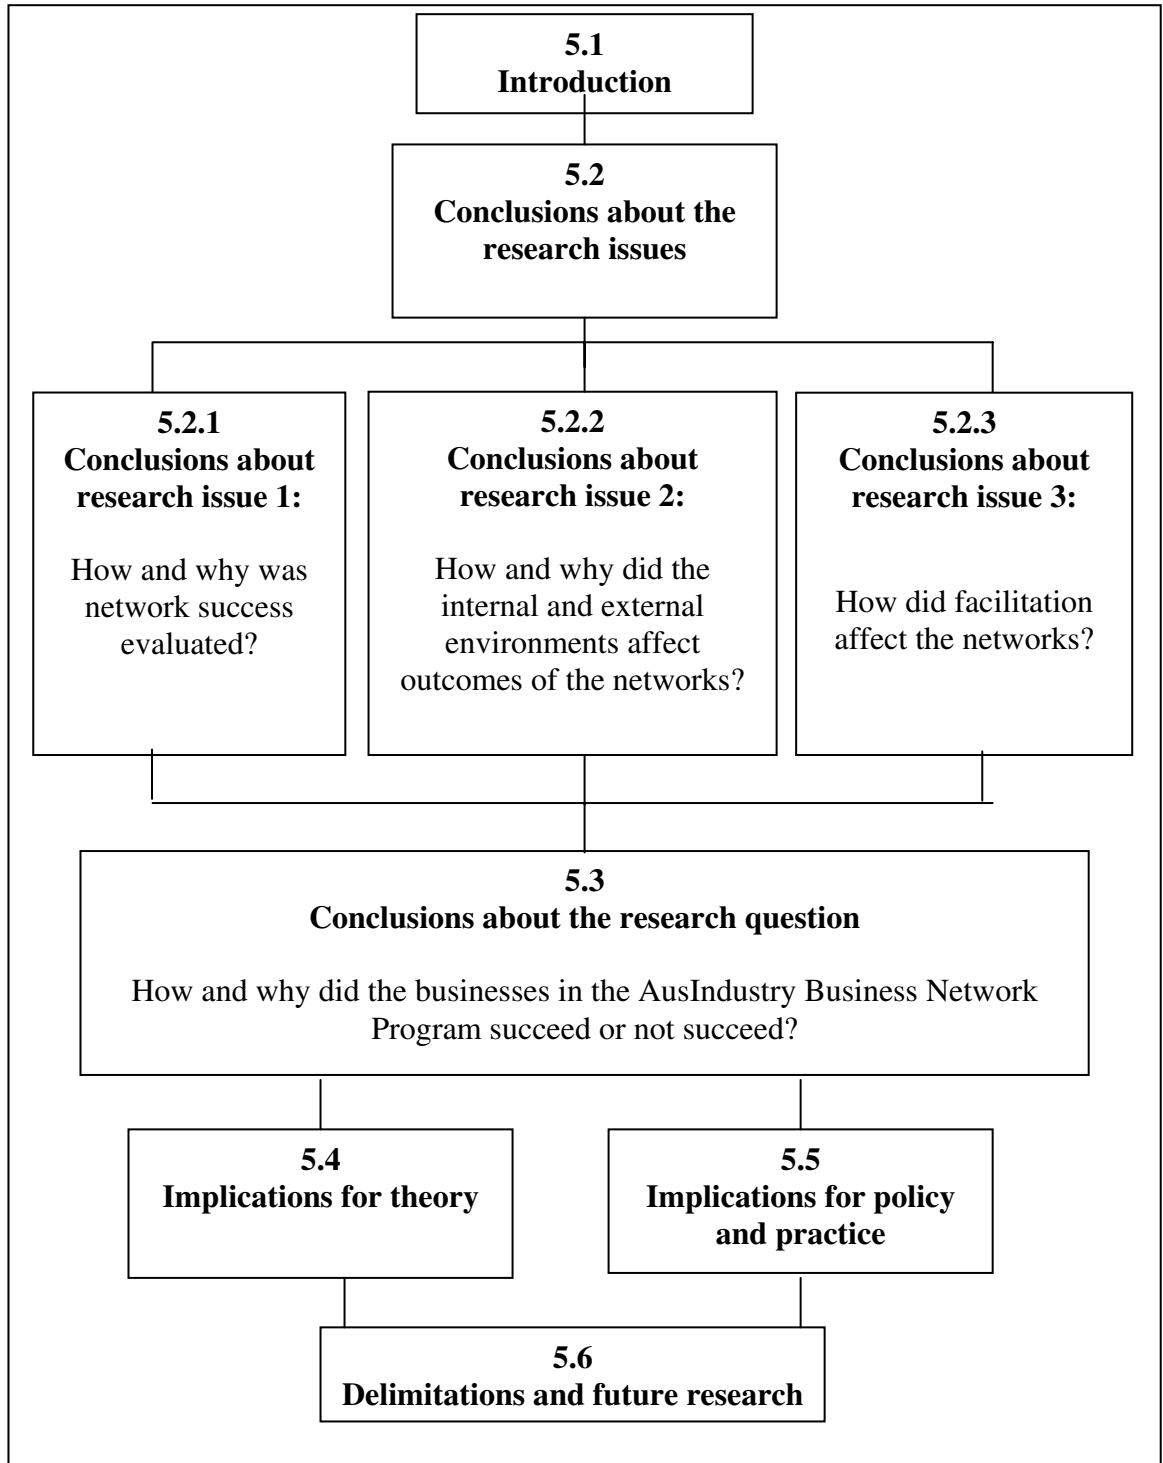 5.1
Introduction
5.2
Conclusions about the
research issues
5.2.1
Conclusions about
research issue 1:
How and why was
network success
evaluated?
5.2.2
Conclusions about
research issue 2:
How and why did the
internal and external
environments affect
outcomes of the networks?
5.2.3
Conclusions about
research issue 3:
How did facilitation
affect the networks?
5.3
Conclusions about the research question
How and why did the businesses in the AusIndustry Business Network
Program succeed or not succeed?
5.4
Implications for theory
5.5
Implications for policy
and practice
5.6
Delimitations and future research